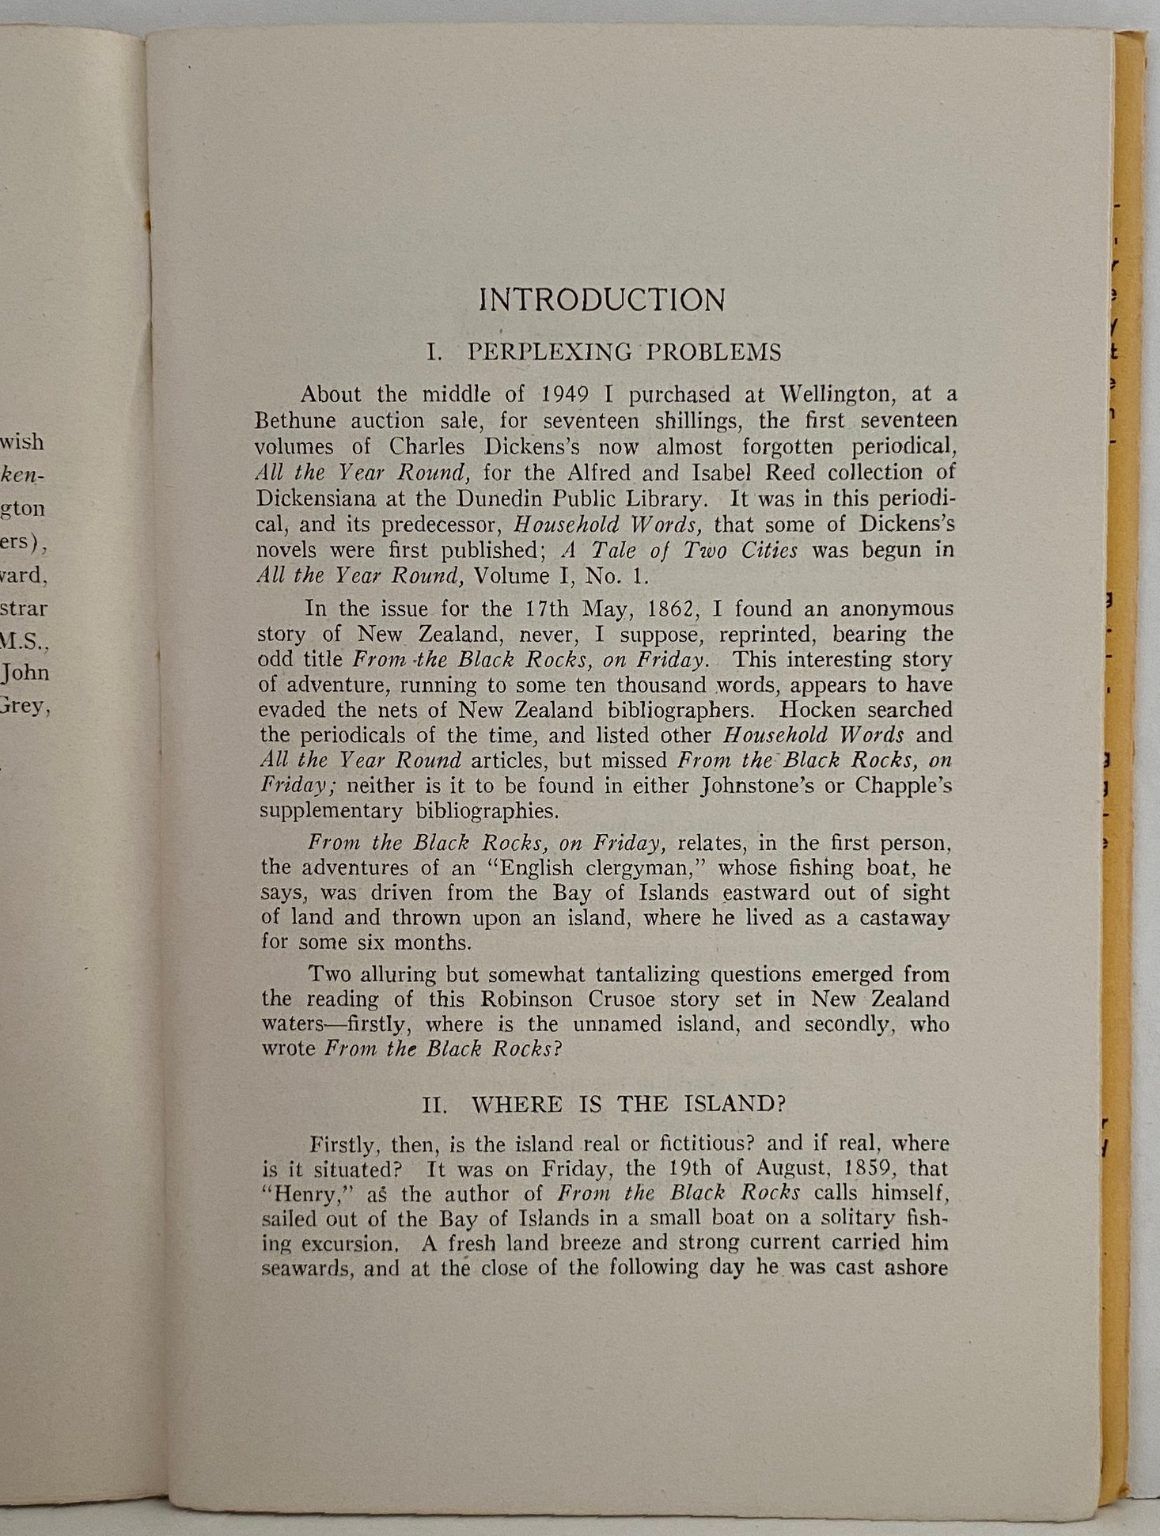 wish
ken-
gton
ers),
ward,
strar
M.S.,
John
Grey,
INTRODUCTION
I. PERPLEXING PROBLEMS
About the middle of 1949 I purchased at Wellington, at a
Bethune auction sale, for seventeen shillings, the first seventeen
volumes of Charles Dickens's now almost forgotten periodical,
All the Year Round, for the Alfred and Isabel Reed collection of
Dickensiana at the Dunedin Public Library. It was in this periodi-
cal, and its predecessor, Household Words, that some of Dickens's
novels were first published; A Tale of Two Cities was begun in
All the Year Round, Volume I, No. 1.
In the issue for the 17th May, 1862, I found an anonymous
story of New Zealand, never, I suppose, reprinted, bearing the
odd title From the Black Rocks, on Friday. This interesting story
of adventure, running to some ten thousand words, appears to have
evaded the nets of New Zealand bibliographers. Hocken searched
the periodicals of the time, and listed other Household Words and
All the Year Round articles, but missed From the Black Rocks, on
Friday; neither is it to be found in either Johnstone's or Chapple's
supplementary bibliographies.
From the Black Rocks, on Friday, relates, in the first person,
the adventures of an "English clergyman," whose fishing boat, he
says, was driven from the Bay of Islands eastward out of sight
of land and thrown upon an island, where he lived as a castaway
for some six months.
Two alluring but somewhat tantalizing questions emerged from
the reading of this Robinson Crusoe story set in New Zealand
waters—firstly, where is the unnamed island, and secondly, who
wrote From the Black Rocks?
II. WHERE IS THE ISLAND?
Firstly, then, is the island real or fictitious? and if real, where
is it situated? It was on Friday, the 19th of August, 1859, that
"Henry," as the author of From the Black Rocks calls himself,
sailed out of the Bay of Islands in a small boat on a solitary fish-
ing excursion. A fresh land breeze and strong current carried him
seawards, and at the close of the following day he was cast ashore